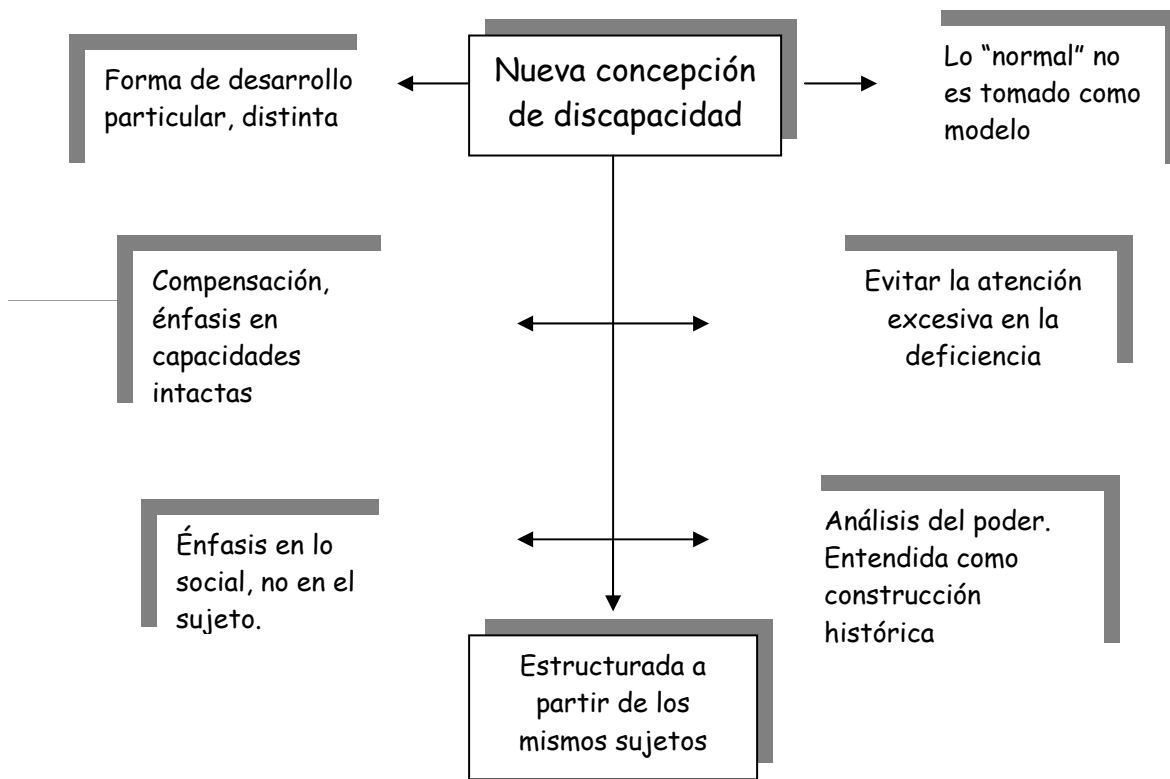 Forma de desarrollo
particular, distinta
Nueva concepción
de discapacidad
Lo “normal” no
es tomado como
modelo
Compensación,
énfasis en
capacidades
intactas
Evitar la atención
excesiva en la
deficiencia
Énfasis en lo
social, no en el
sujeto.
Análisis del poder.
Entendida como
construcción
histórica
Estructurada a
partir de los
mismos sujetos